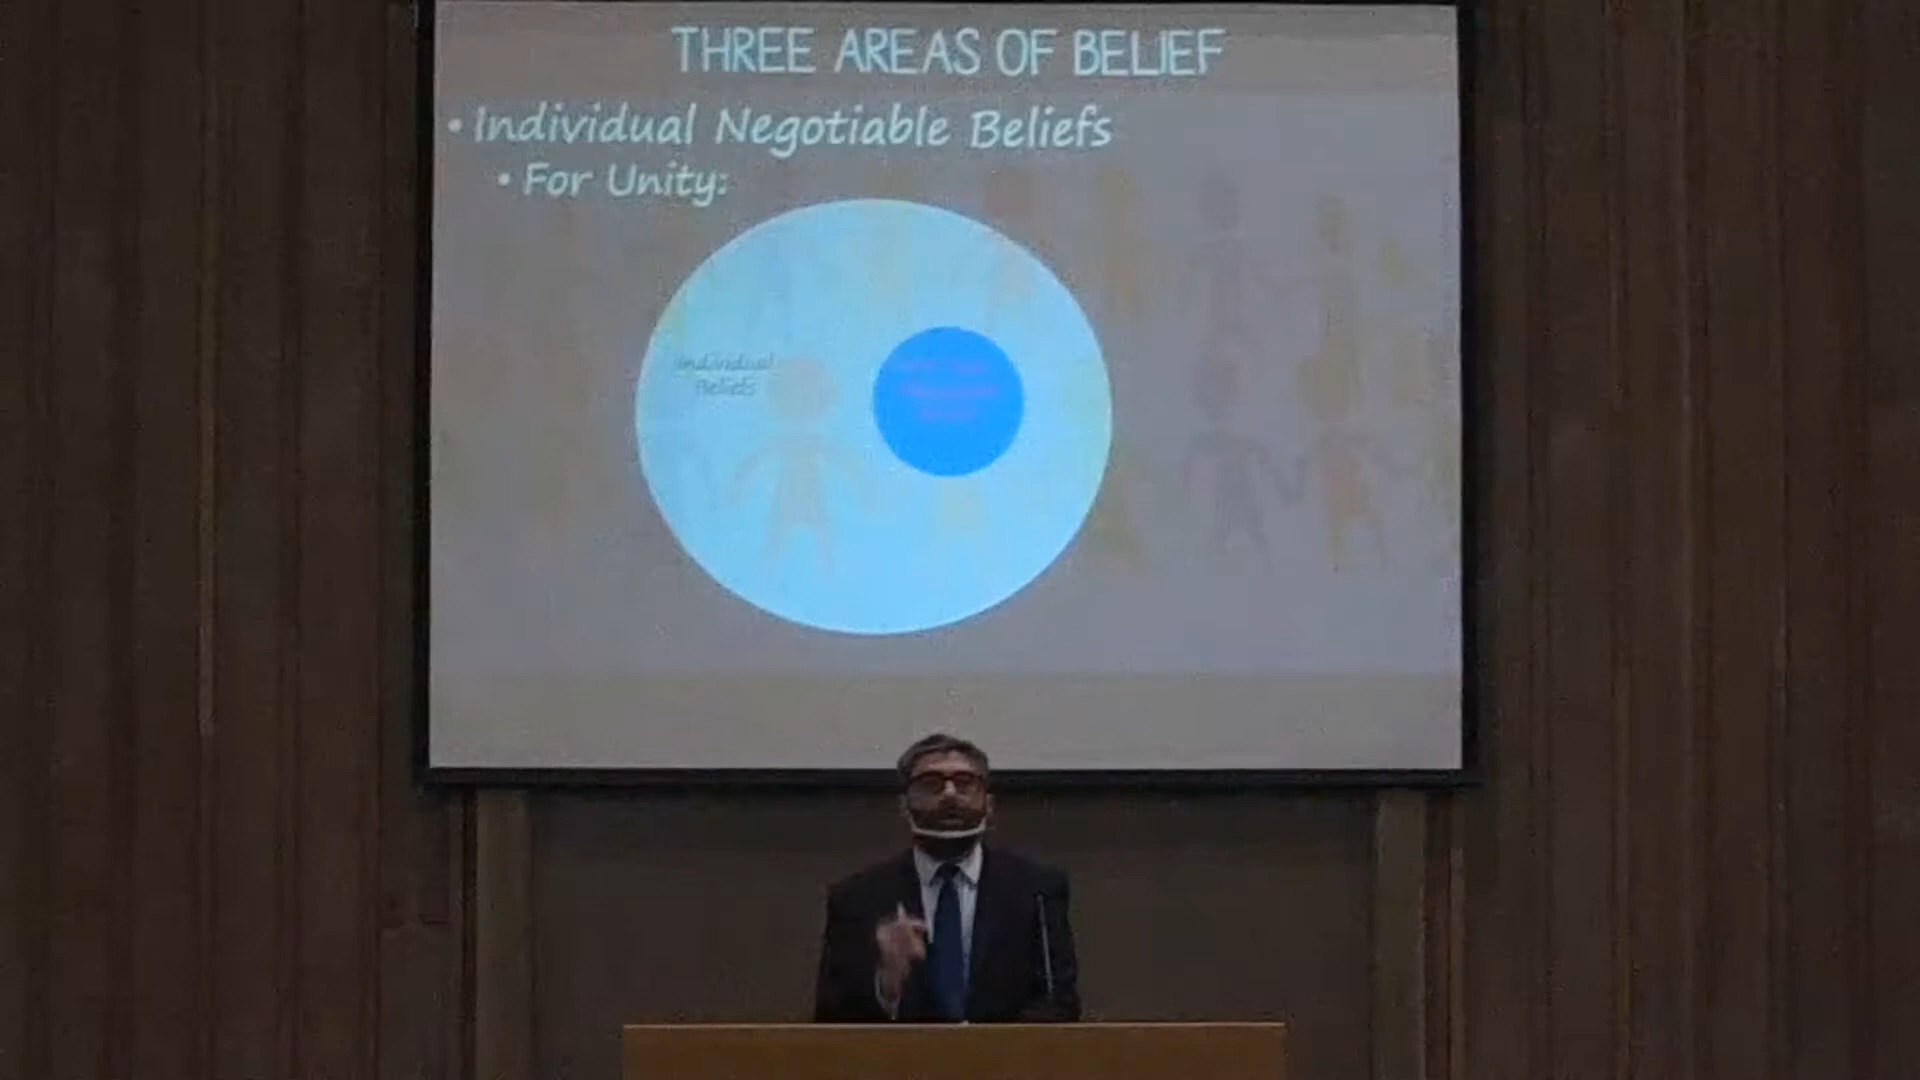 THREE AREAS OF BELIEF
• Individual Negotiable Beliefs
• For Unity:
Individual
Beliefs